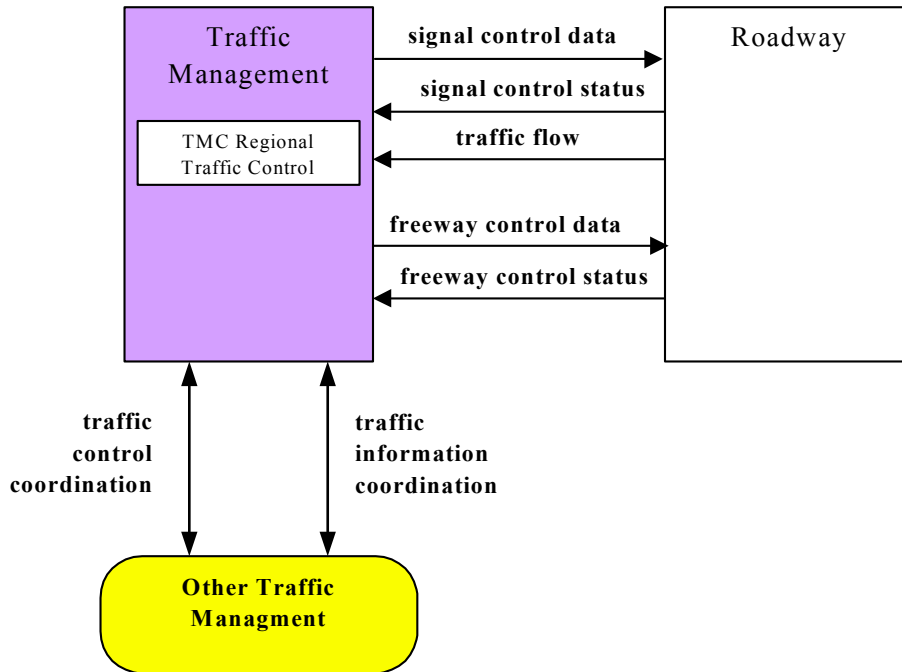 Traffic
Management
TMC Regional
Traffic Control
signal control data
signal control status
traffic flow
freeway control data
freeway control status
Roadway
traffic
control
coordination
traffic
information
coordination
Other Traffic
Managment